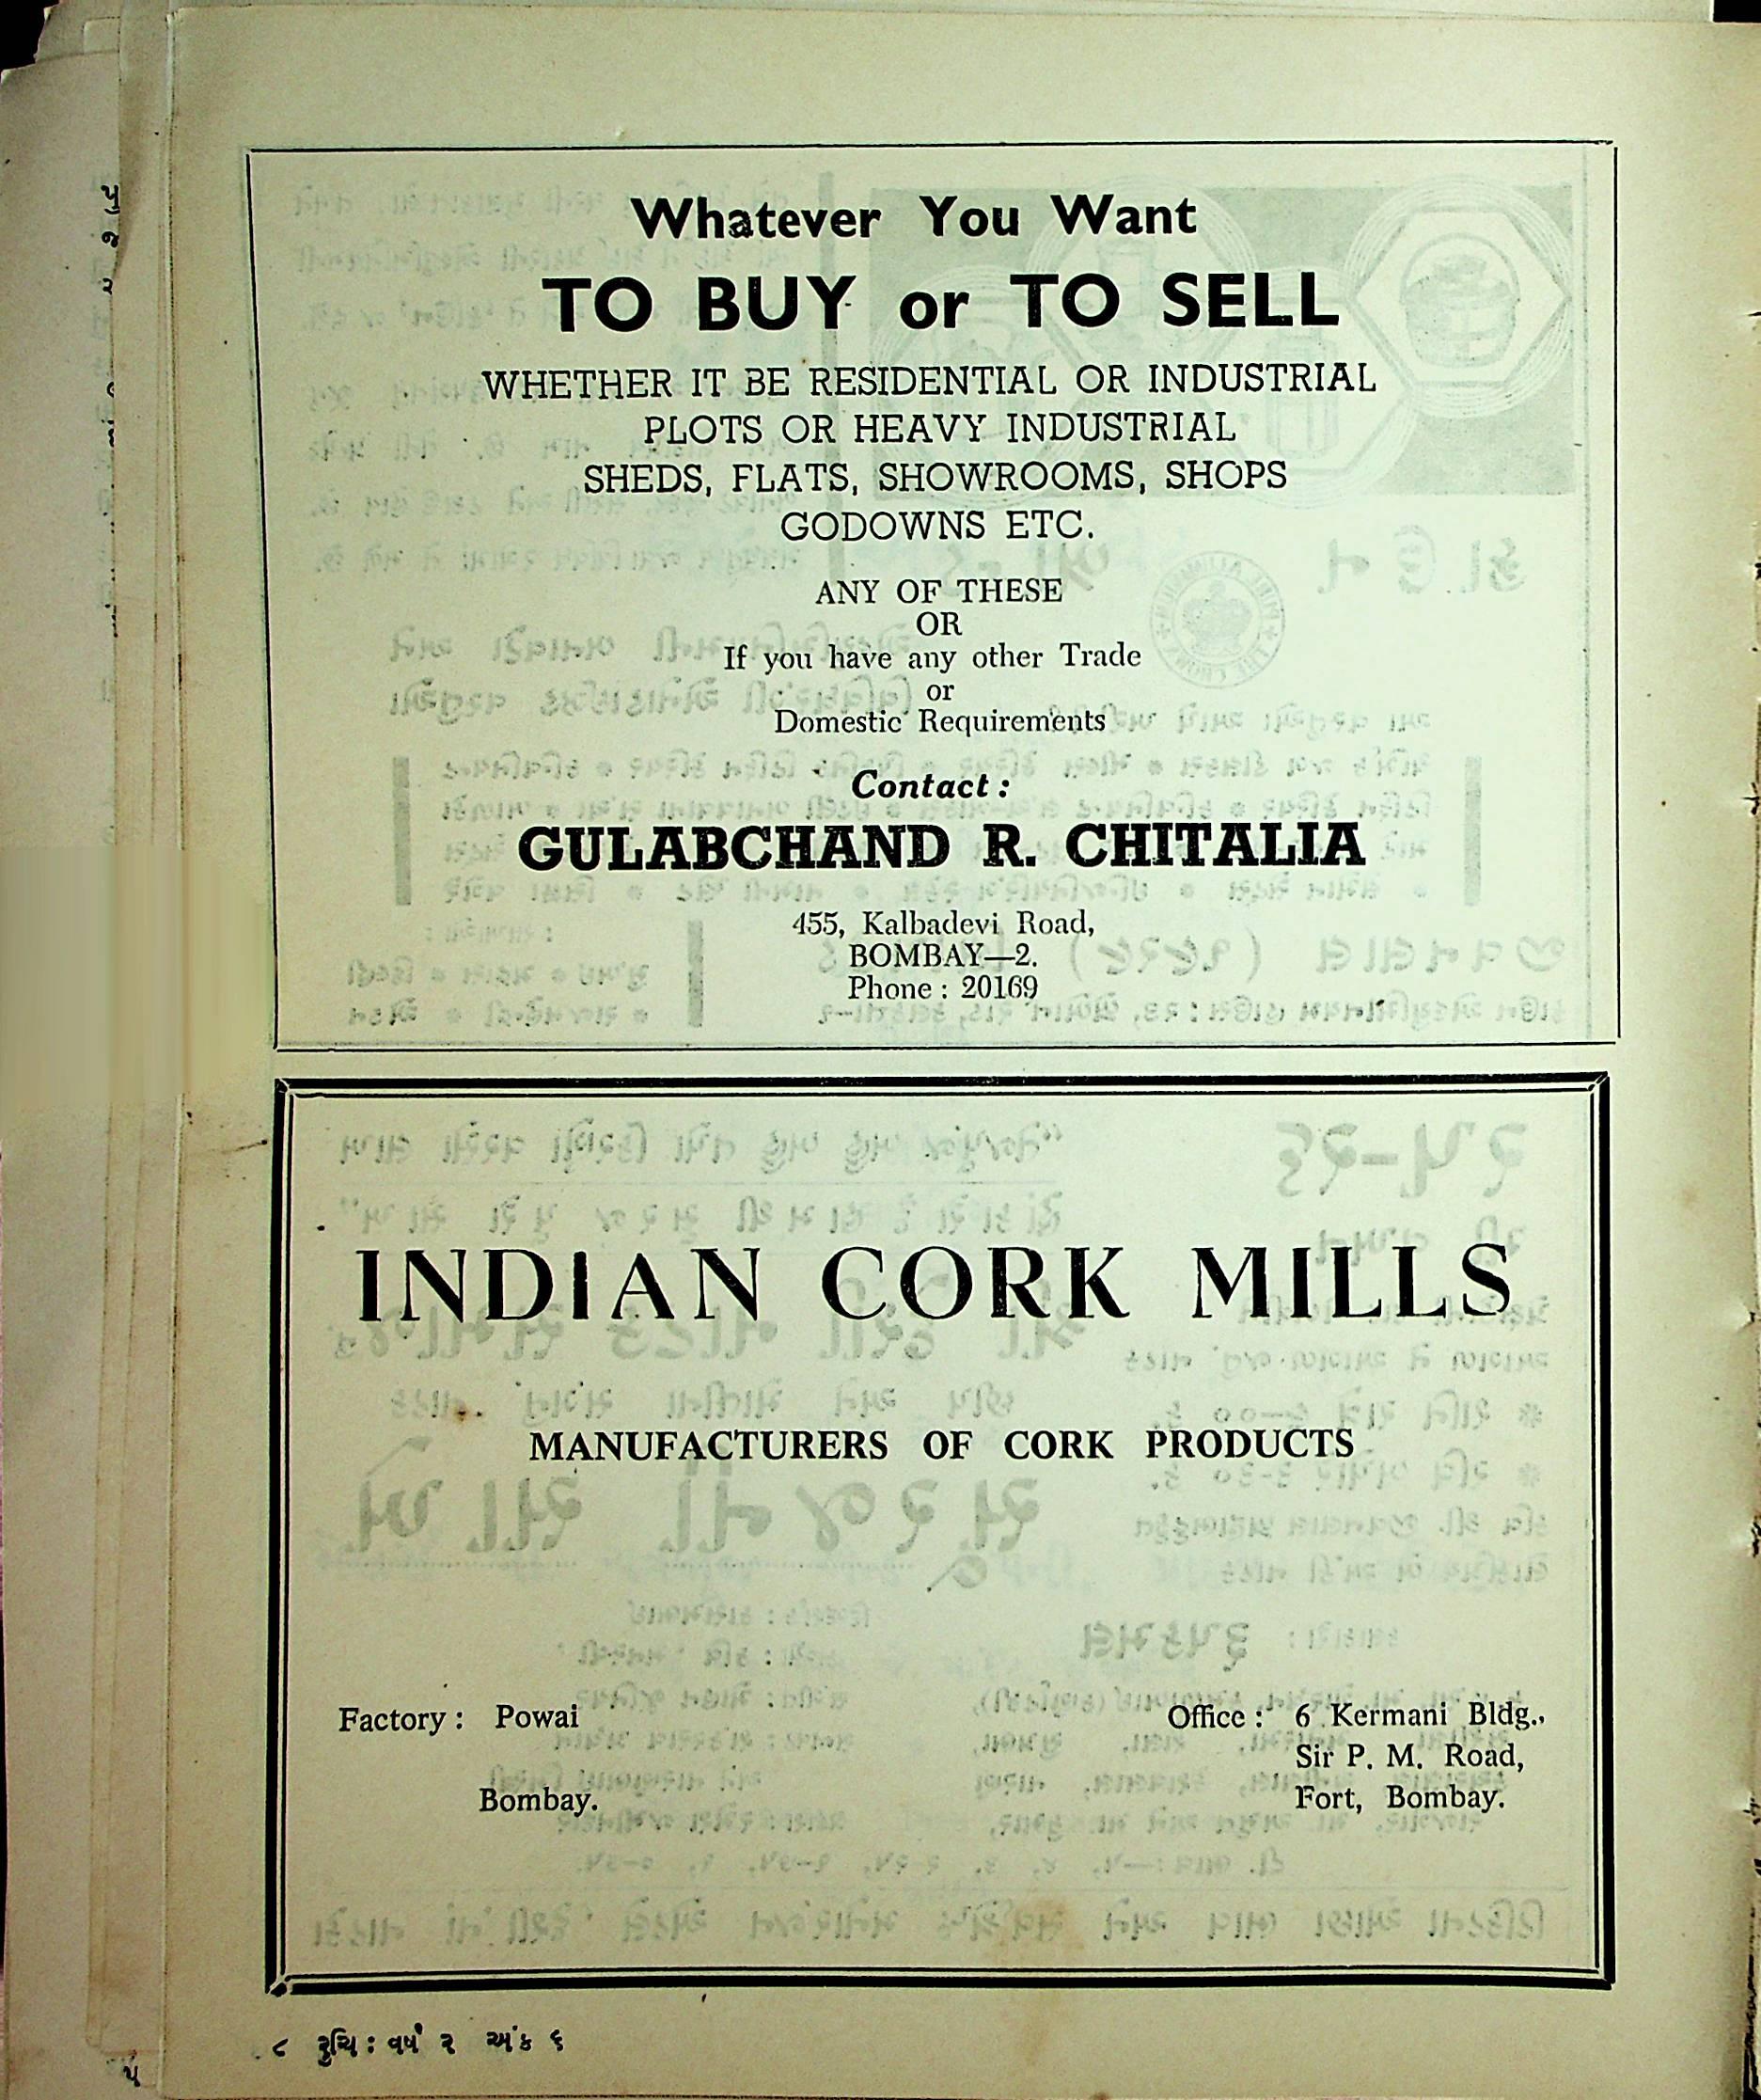 Whatever You Want
TO BUY or TO SELL
WHETHER IT BE RESIDENTIAL OR INDUSTRIAL
PLOTS OR HEAVY INDUSTRIAL
SHEDS, FLATS, SHOWROOMS, SHOPS
GODOWNS ETC.
ANY OF THESE
OR
If you have any other Trade
or
Domestic Requirements
Contact :
GULABCHAND R. CHITALIA
455, Kalbadevi Road,
BOMBAY—2.
Phone : 20169
INDIAN CORK MILLS
MANUFACTURERS OF CORK PRODUCTS
Factory : Powai
Bombay.
Office : 6 Kermani Bldg.,
Sir P. M. Road,
Fort, Bombay.
૮ રુચિ : વર્ષ ૨ અંક ૬